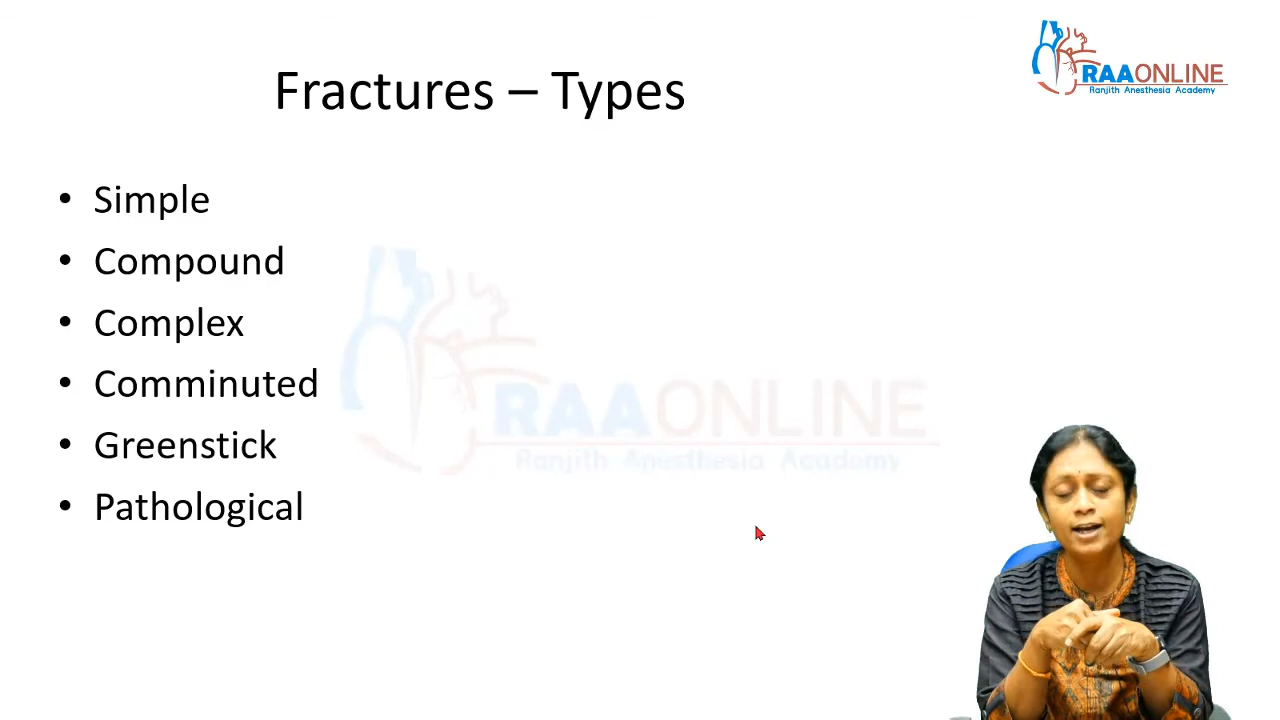 Fractures – Types
RAAONLINE
Ranjith Anesthesia Academy
• Simple
• Compound
• Complex
• Comminuted
• Greenstick
• Pathological
RAAONLINE
Ranjith Anesthesia Academy